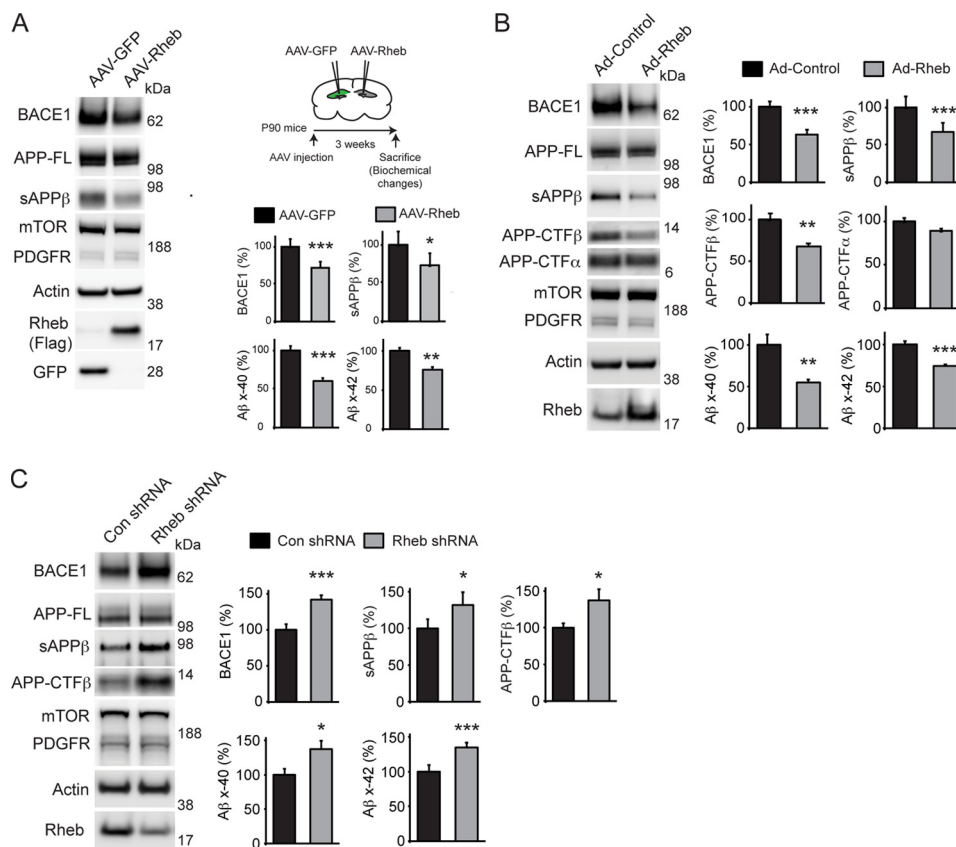 A
AAV-GFP
AAV-Rheb
kDa
BACE1
62
APP-FL
98
98
sAPPβ
mTOR
188
PDGFR
Actin
38
Rheb
(Flag)
17
GFP
28
AAV-GFP
AAV-Rheb
P90 mice
3 weeks
AAV injection
Sacrifice
(Biochemical
changes)
AAV-GFP
AAV-Rheb
BACE1 (%)
100
50
0
***
sAPPβ (%)
100
50
0
*
Aβ x-40 (%)
100
50
0
***
Aβ x-42 (%)
100
50
0
**
B
Ad-Control
Ad-Rheb
kDa
BACE1
62
APP-FL
98
98
sAPPβ
14
APP-CTFβ
APP-CTFα
6
mTOR
188
PDGFR
Actin
38
Rheb
17
Ad-Control
Ad-Rheb
BACE1 (%)
100
50
0
***
sAPPβ (%)
100
50
0
***
APP-CTFβ (%)
100
50
0
**
APP-CTFα (%)
100
50
0
Aβ x-40 (%)
100
50
0
**
Aβ x-42 (%)
100
50
0
***
C
Con shRNA
Rheb shRNA
kDa
BACE1
62
APP-FL
98
sAPPβ
98
APP-CTFβ
14
mTOR
188
PDGFR
Actin
38
Rheb
17
Con shRNA
Rheb shRNA
BACE1 (%)
150
100
50
0
***
sAPPβ (%)
150
100
50
0
*
APP-CTFβ (%)
150
100
50
0
*
Aβ x-40 (%)
150
100
50
0
*
Aβ x-42 (%)
150
100
50
0
***